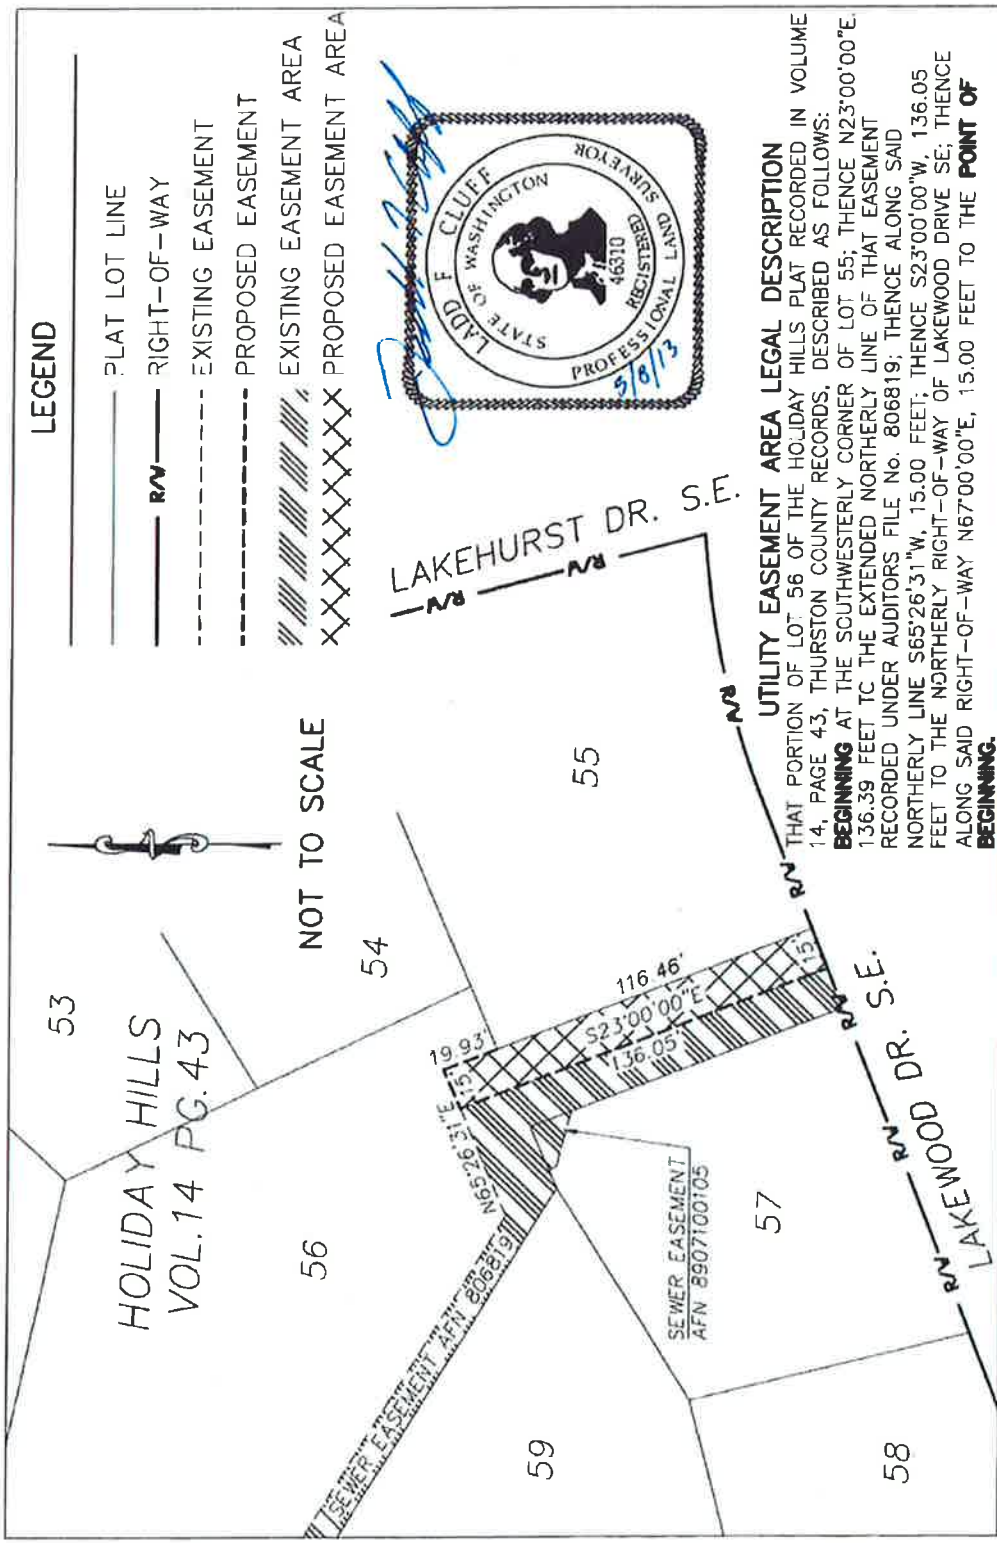 LEGEND
PLAT LOT LINE
R/W RIGHT-OF-WAY
EXISTING EASEMENT
PROPOSED EASEMENT
EXISTING EASEMENT AREA
PROPOSED EASEMENT AREA
NOT TO SCALE
HOLIDAY HILLS
VOL.14 PG.43
53
54
55
56
57
58
59
LAKEHURST DR. S.E.
R/W
R/W
R/W
R/W
R/W
R/W
R/W
LAKEWOOD DR. S.E.
19.93'
15'
N65°26'31"E
116.46'
S23°00'00"E
136.05'
15'
SEWER EASEMENT AFN 806819
SEWER EASEMENT
AFN 8907100105
LADD F CLUFF
STATE OF WASHINGTON
46310
REGISTERED
PROFESSIONAL LAND SURVEYOR
5/8/13
UTILITY EASEMENT AREA LEGAL DESCRIPTION
THAT PORTION OF LOT 56 OF THE HOLIDAY HILLS PLAT RECORDED IN VOLUME
14, PAGE 43, THURSTON COUNTY RECORDS, DESCRIBED AS FOLLOWS:
BEGINNING AT THE SOUTHWESTERLY CORNER OF LOT 55; THENCE N23°00'00"E.
136.39 FEET TC THE EXTENDED NORTHERLY LINE OF THAT EASEMENT
RECORDED UNDER AUDITORS FILE No. 806819; THENCE ALONG SAID
NORTHERLY LINE S65°26'31"W, 15.00 FEET; THENCE S23°00'00"W, 136.05
FEET TO THE NORTHERLY RIGHT-OF-WAY OF LAKEWOOD DRIVE SE; THENCE
ALONG SAID RIGHT-OF-WAY N67°00'00"E, 15.00 FEET TO THE POINT OF
BEGINNING.